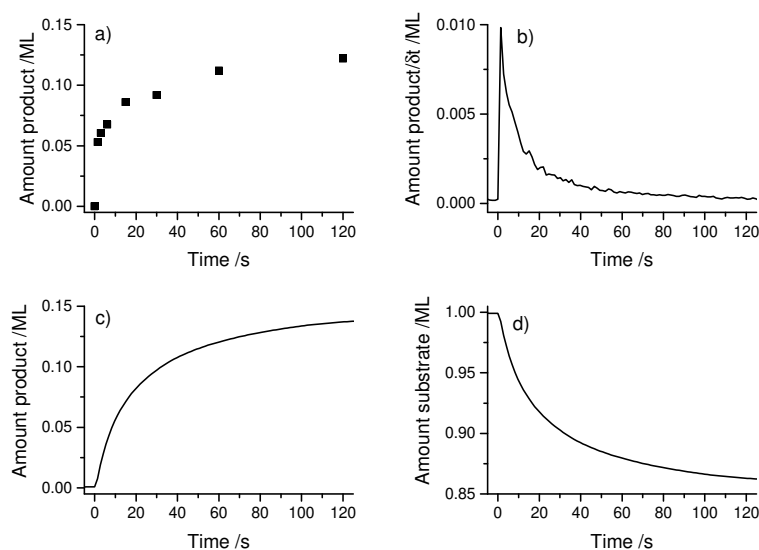 a)
Amount product /ML
0.15
0.10
0.05
0.00
0 20 40 60 80 100 120
Time /s
b)
Amount product/δt /ML
0.010
0.005
0.000
0 20 40 60 80 100 120
Time /s
c)
Amount product /ML
0.15
0.10
0.05
0.00
0 20 40 60 80 100 120
Time /s
d)
Amount substrate /ML
1.00
0.95
0.90
0.85
0 20 40 60 80 100 120
Time /s